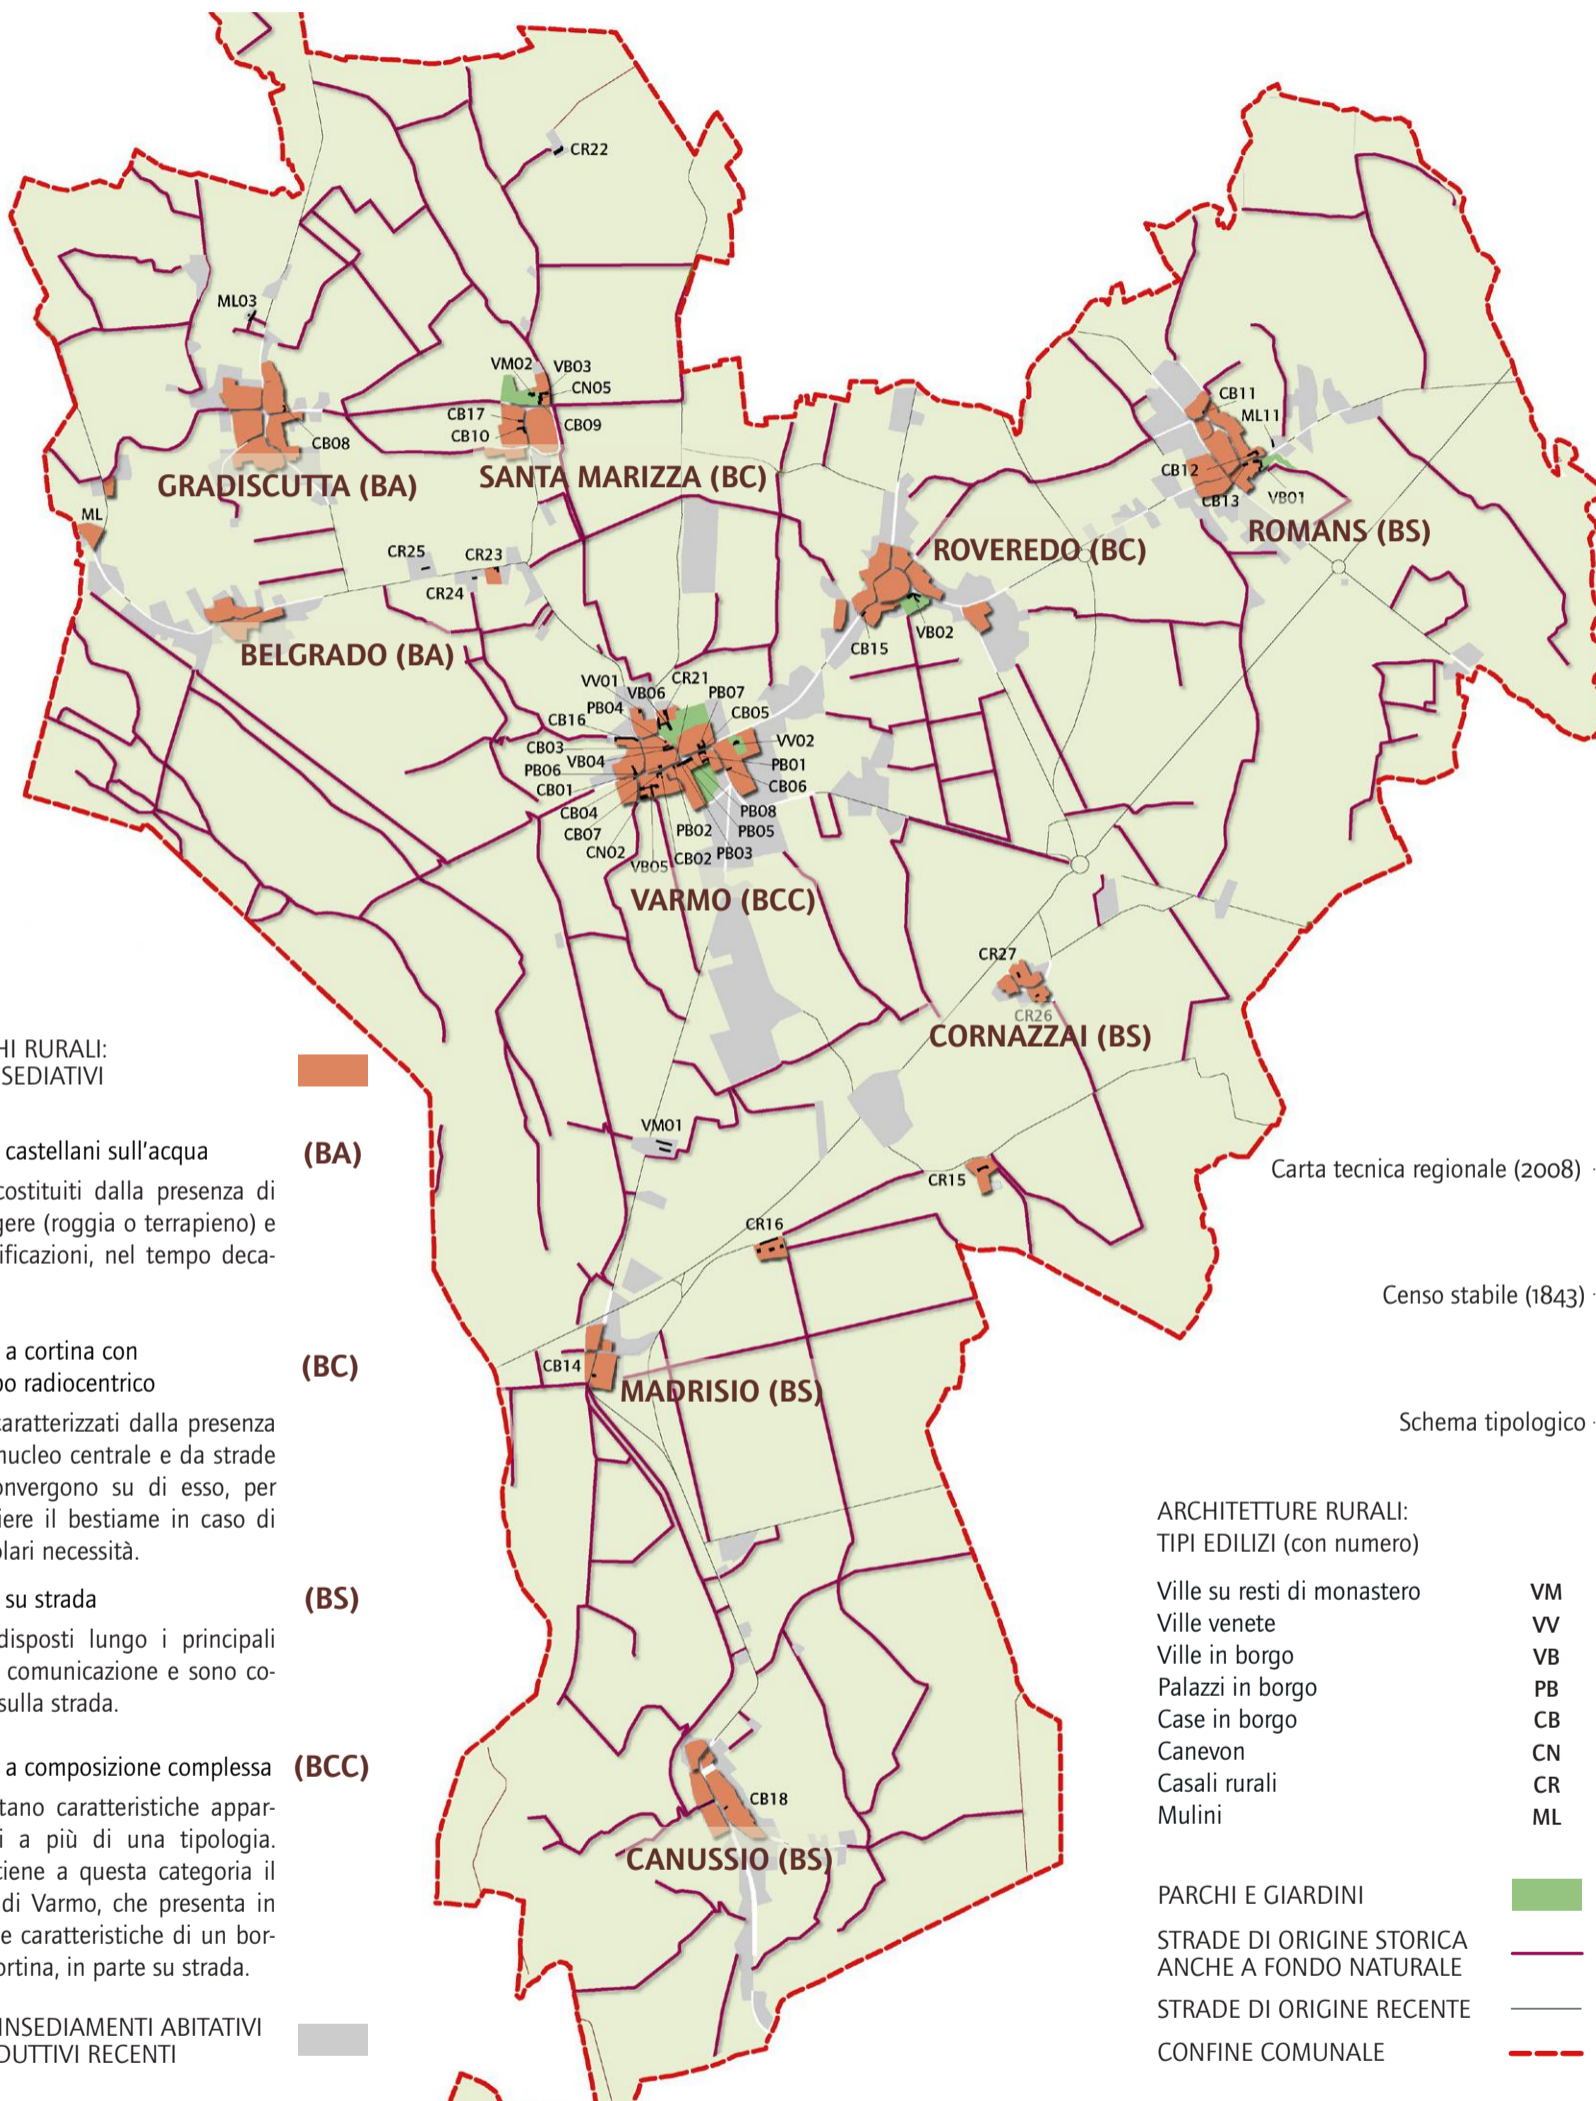 CR22
ML03
VM02
VB03
CN05
CB17
CB09
CB10
CB08
GRADISCUTTA (BA)
SANTA MARIZZA (BC)
ML
CB11
ML11
CB12
CB13
VB01
ROMANS (BS)
ROVEREDO (BC)
CR25
CR23
CR24
VB02
CB15
BELGRADO (BA)
VV01
VB06
CR21
PB07
PB04
CB05
CB16
VV02
CB03
VB04
PB01
PB06
CB06
CB01
CB04
PB08
CB07
PB02
PB05
CN02
VB05
CB02
PB03
VARMO (BCC)
CR27
CR26
CORNAZZAI (BS)
VM01
CR15
CR16
CB14
MADRISIO (BS)
CB18
CANUSSIO (BS)
HI RURALI:
SEDIATIVI
castellani sull'acqua (BA)
costituiti dalla presenza di
gere (roggia o terrapieno) e
ificazioni, nel tempo deca-
a cortina con
po radiocentrico (BC)
caratterizzati dalla presenza
nucleo centrale e da strade
onvergono su di esso, per
iere il bestiame in caso di
olari necessità.
su strada (BS)
disposti lungo i principali
comunicazione e sono co-
sulla strada.
a composizione complessa (BCC)
tano caratteristiche appar-
i a più di una tipologia.
tiene a questa categoria il
di Varmo, che presenta in
e caratteristiche di un bor-
ortina, in parte su strada.
INSEDIAMENTI ABITATIVI
DUTTIVI RECENTI
Carta tecnica regionale (2008)
Censo stabile (1843)
Schema tipologico
ARCHITETTURE RURALI:
TIPI EDILIZI (con numero)
Ville su resti di monastero VM
Ville venete VV
Ville in borgo VB
Palazzi in borgo PB
Case in borgo CB
Canevon CN
Casali rurali CR
Mulini ML
PARCHI E GIARDINI
STRADE DI ORIGINE STORICA
ANCHE A FONDO NATURALE
STRADE DI ORIGINE RECENTE
CONFINE COMUNALE